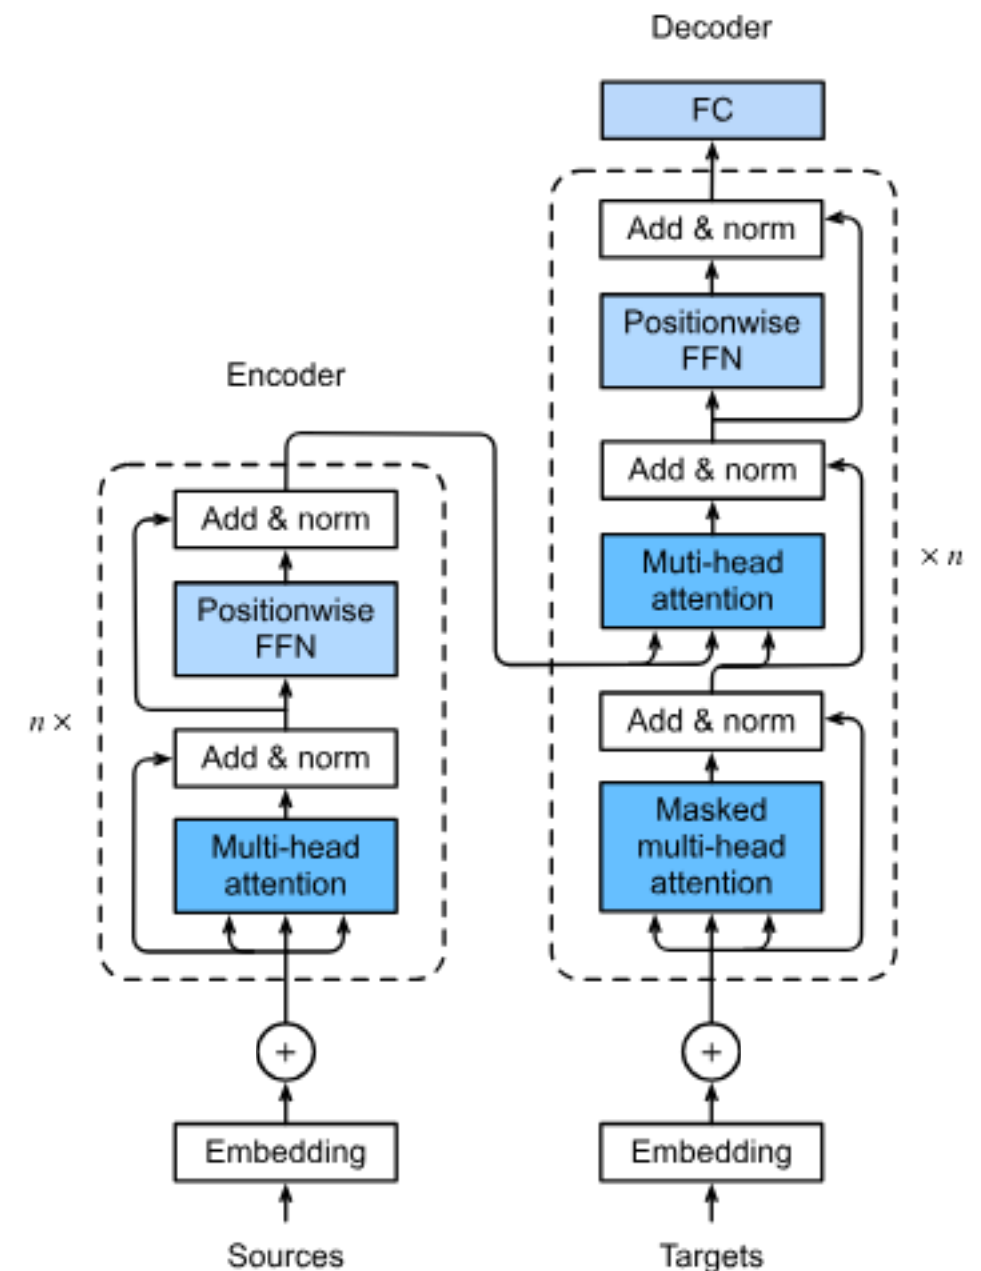 Decoder
FC
Add & norm
Positionwise
FFN
Add & norm
Muti-head
attention
× n
Add & norm
Masked
multi-head
attention
+
Embedding
Targets
Encoder
Add & norm
Positionwise
FFN
n ×
Add & norm
Multi-head
attention
+
Embedding
Sources